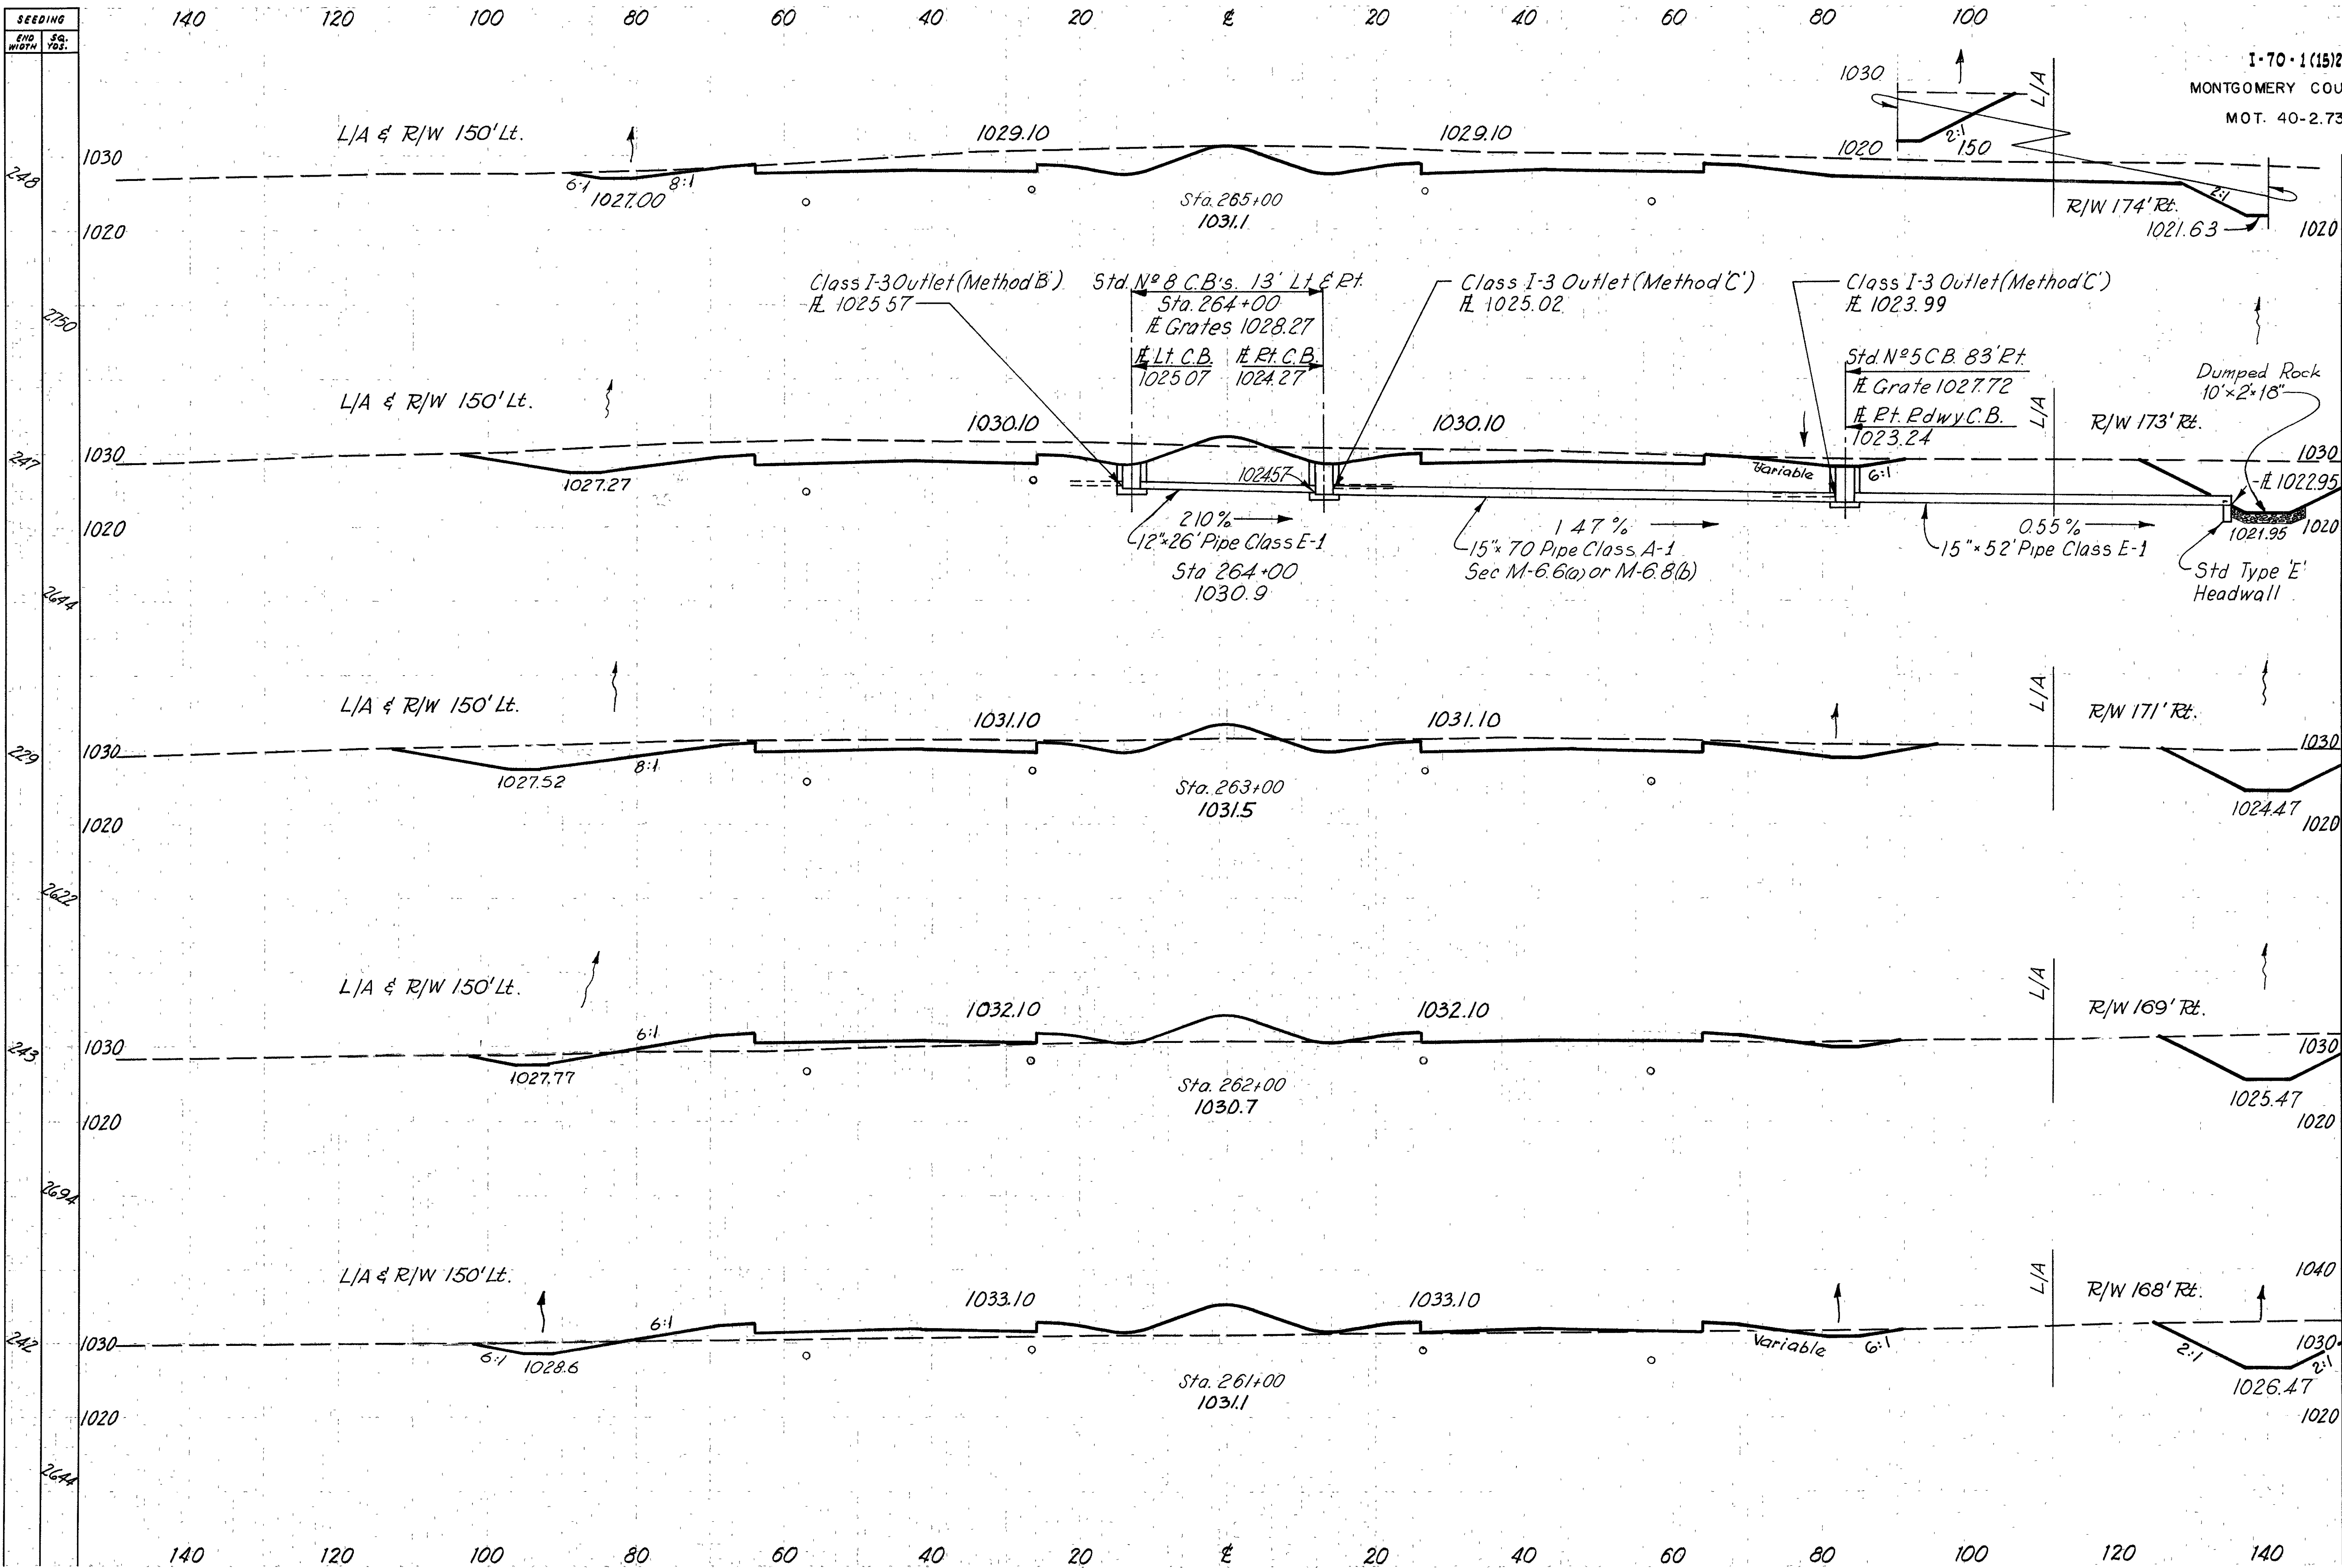 SEEDING
END WIDTH
SQ. YDS.
140 120 100 80 60 40 20 ℄ 20 40 60 80 100
I-70-1(15)2
MONTGOMERY COU
MOT. 40-2.73
1030
1020
2:1
150
L/A
L/A & R/W 150' Lt.
1029.10
1029.10
248
1030
6:1
8:1
1027.00
Sta. 265+00
1031.1
R/W 174' Rt.
2:1
1021.63
1020
1020
2750
Class I-3 Outlet (Method 'B')
℄ 1025.57
Std. Nº 8 C.B's. 13' Lt & Rt.
Sta. 264+00
Grates 1028.27
Lt. C.B.
1025.07
Rt. C.B.
1024.27
Class I-3 Outlet (Method 'C')
1025.02
Class I-3 Outlet (Method 'C')
1023.99
Std. Nº 5 C.B. 83' Rt.
Grate 1027.72
Rt. Rdwy C.B.
1023.24
Dumped Rock
10'×2'×18"
L/A & R/W 150' Lt.
1030.10
1030.10
L/A
R/W 173' Rt.
247
1030
1027.27
1024.57
Variable
6:1
1030
1022.95
1020
2.10%
12"×26' Pipe Class E-1
1.47%
15"×70 Pipe Class A-1
Sec M-6.6(a) or M-6.8(b)
0.55%
15"×52' Pipe Class E-1
1021.95
1020
Std Type 'E'
Headwall
Sta 264+00
1030.9
2644
L/A & R/W 150' Lt.
1031.10
1031.10
L/A
R/W 171' Rt.
229
1030
8:1
1027.52
1030
Sta. 263+00
1031.5
1024.47
1020
1020
2622
L/A & R/W 150' Lt.
1032.10
1032.10
L/A
R/W 169' Rt.
243
1030
6:1
1027.77
1030
Sta. 262+00
1030.7
1025.47
1020
1020
2694
L/A & R/W 150' Lt.
1033.10
1033.10
L/A
R/W 168' Rt.
1040
242
1030
6:1
6:1
1028.6
Variable
6:1
2:1
2:1
1030
Sta. 261+00
1031.1
1026.47
1020
1020
2644
140 120 100 80 60 40 20 ℄ 20 40 60 80 100 120 140